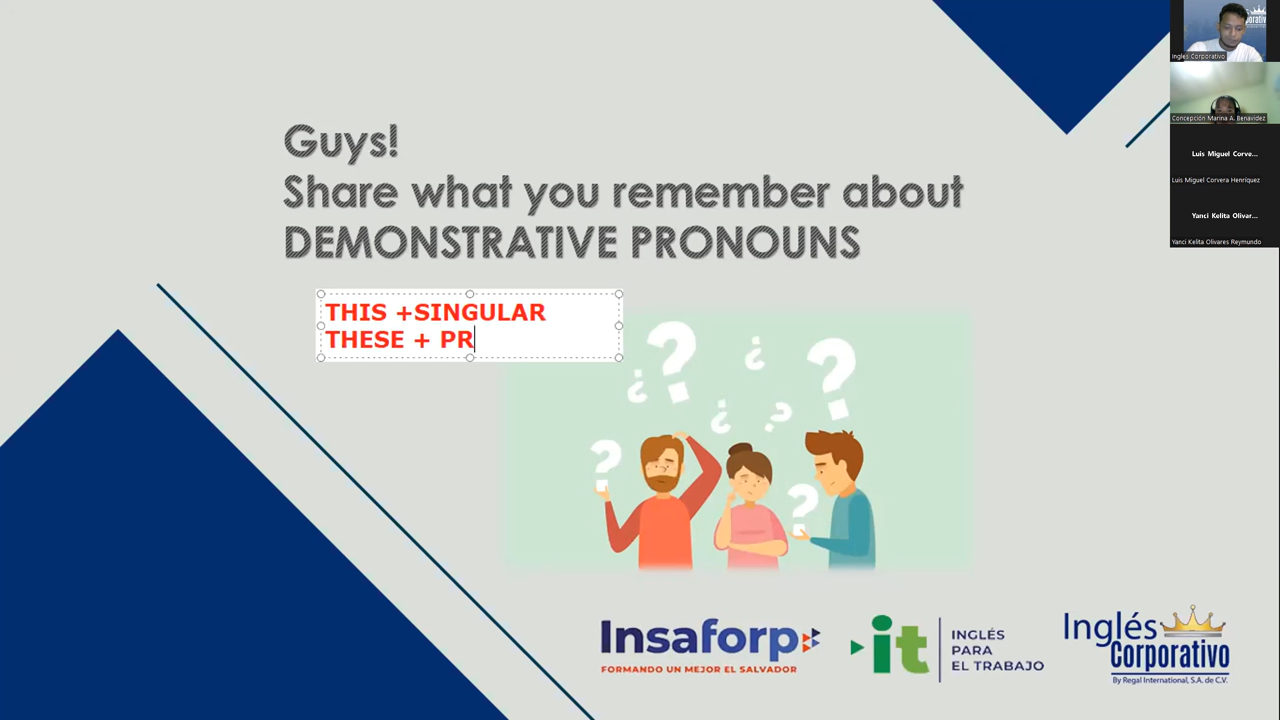 Guys!
Share what you remember about
DEMONSTRATIVE PRONOUNS
THIS +SINGULAR
THESE + PR
Insaforp
FORMANDO UN MEJOR EL SALVADOR
it
INGLÉS
PARA
EL TRABAJO
Inglés
Corporativo
By Regal International, S.A. de C.V.
Ingles Corporativo
Concepción Marina A. Benavidez
Luis Miguel Corve...
Luis Miguel Corvera Henríquez
Yanci Kelita Olivar...
Yanci Kelita Olivares Reymundo